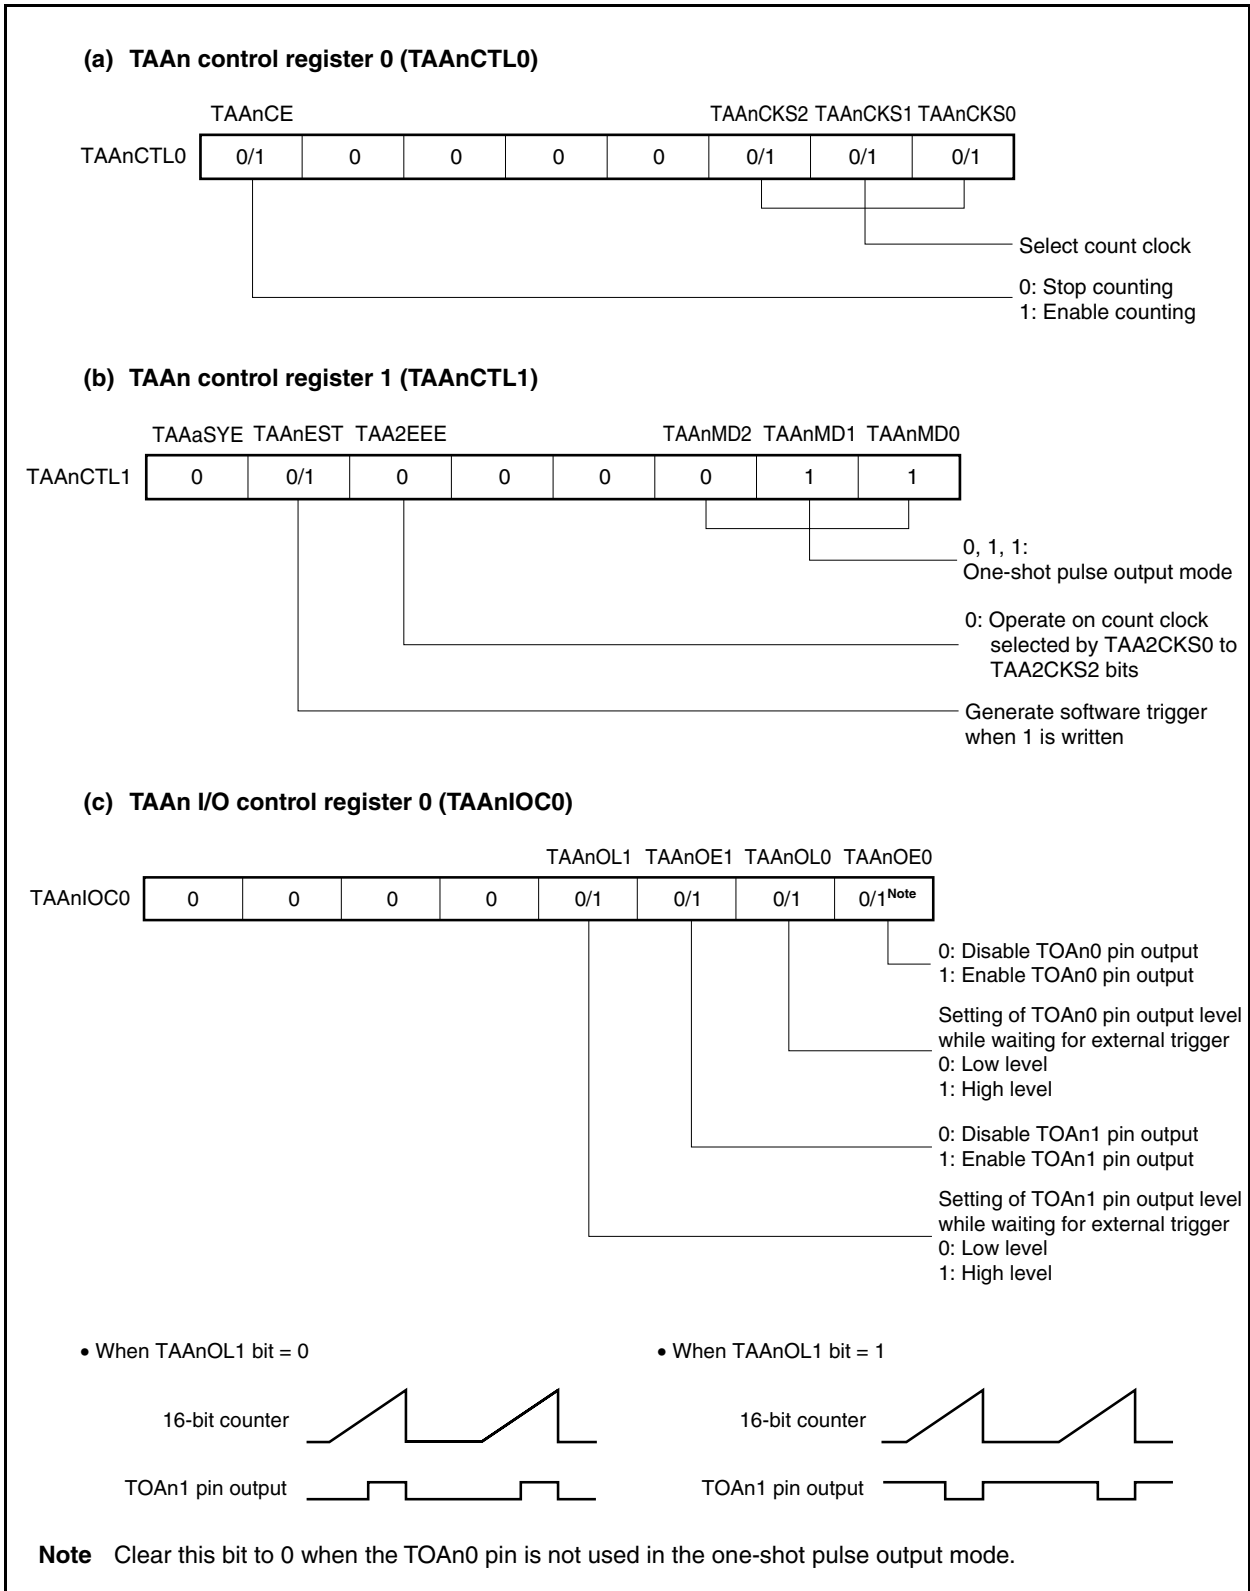 (a) TAAn control register 0 (TAAnCTL0)
TAAnCE TAAnCKS2 TAAnCKS1 TAAnCKS0
TAAnCTL0 0/1 0 0 0 0 0/1 0/1 0/1
Select count clock
0: Stop counting
1: Enable counting
(b) TAAn control register 1 (TAAnCTL1)
TAAaSYE TAAnEST TAA2EEE TAAnMD2 TAAnMD1 TAAnMD0
TAAnCTL1 0 0/1 0 0 0 0 1 1
0, 1, 1:
One-shot pulse output mode
0: Operate on count clock
selected by TAA2CKS0 to
TAA2CKS2 bits
Generate software trigger
when 1 is written
(c) TAAn I/O control register 0 (TAAnIOC0)
TAAnOL1 TAAnOE1 TAAnOL0 TAAnOE0
TAAnIOC0 0 0 0 0 0/1 0/1 0/1 0/1Note
0: Disable TOAn0 pin output
1: Enable TOAn0 pin output
Setting of TOAn0 pin output level
while waiting for external trigger
0: Low level
1: High level
0: Disable TOAn1 pin output
1: Enable TOAn1 pin output
Setting of TOAn1 pin output level
while waiting for external trigger
0: Low level
1: High level
• When TAAnOL1 bit = 0
16-bit counter
TOAn1 pin output
• When TAAnOL1 bit = 1
16-bit counter
TOAn1 pin output
Note Clear this bit to 0 when the TOAn0 pin is not used in the one-shot pulse output mode.